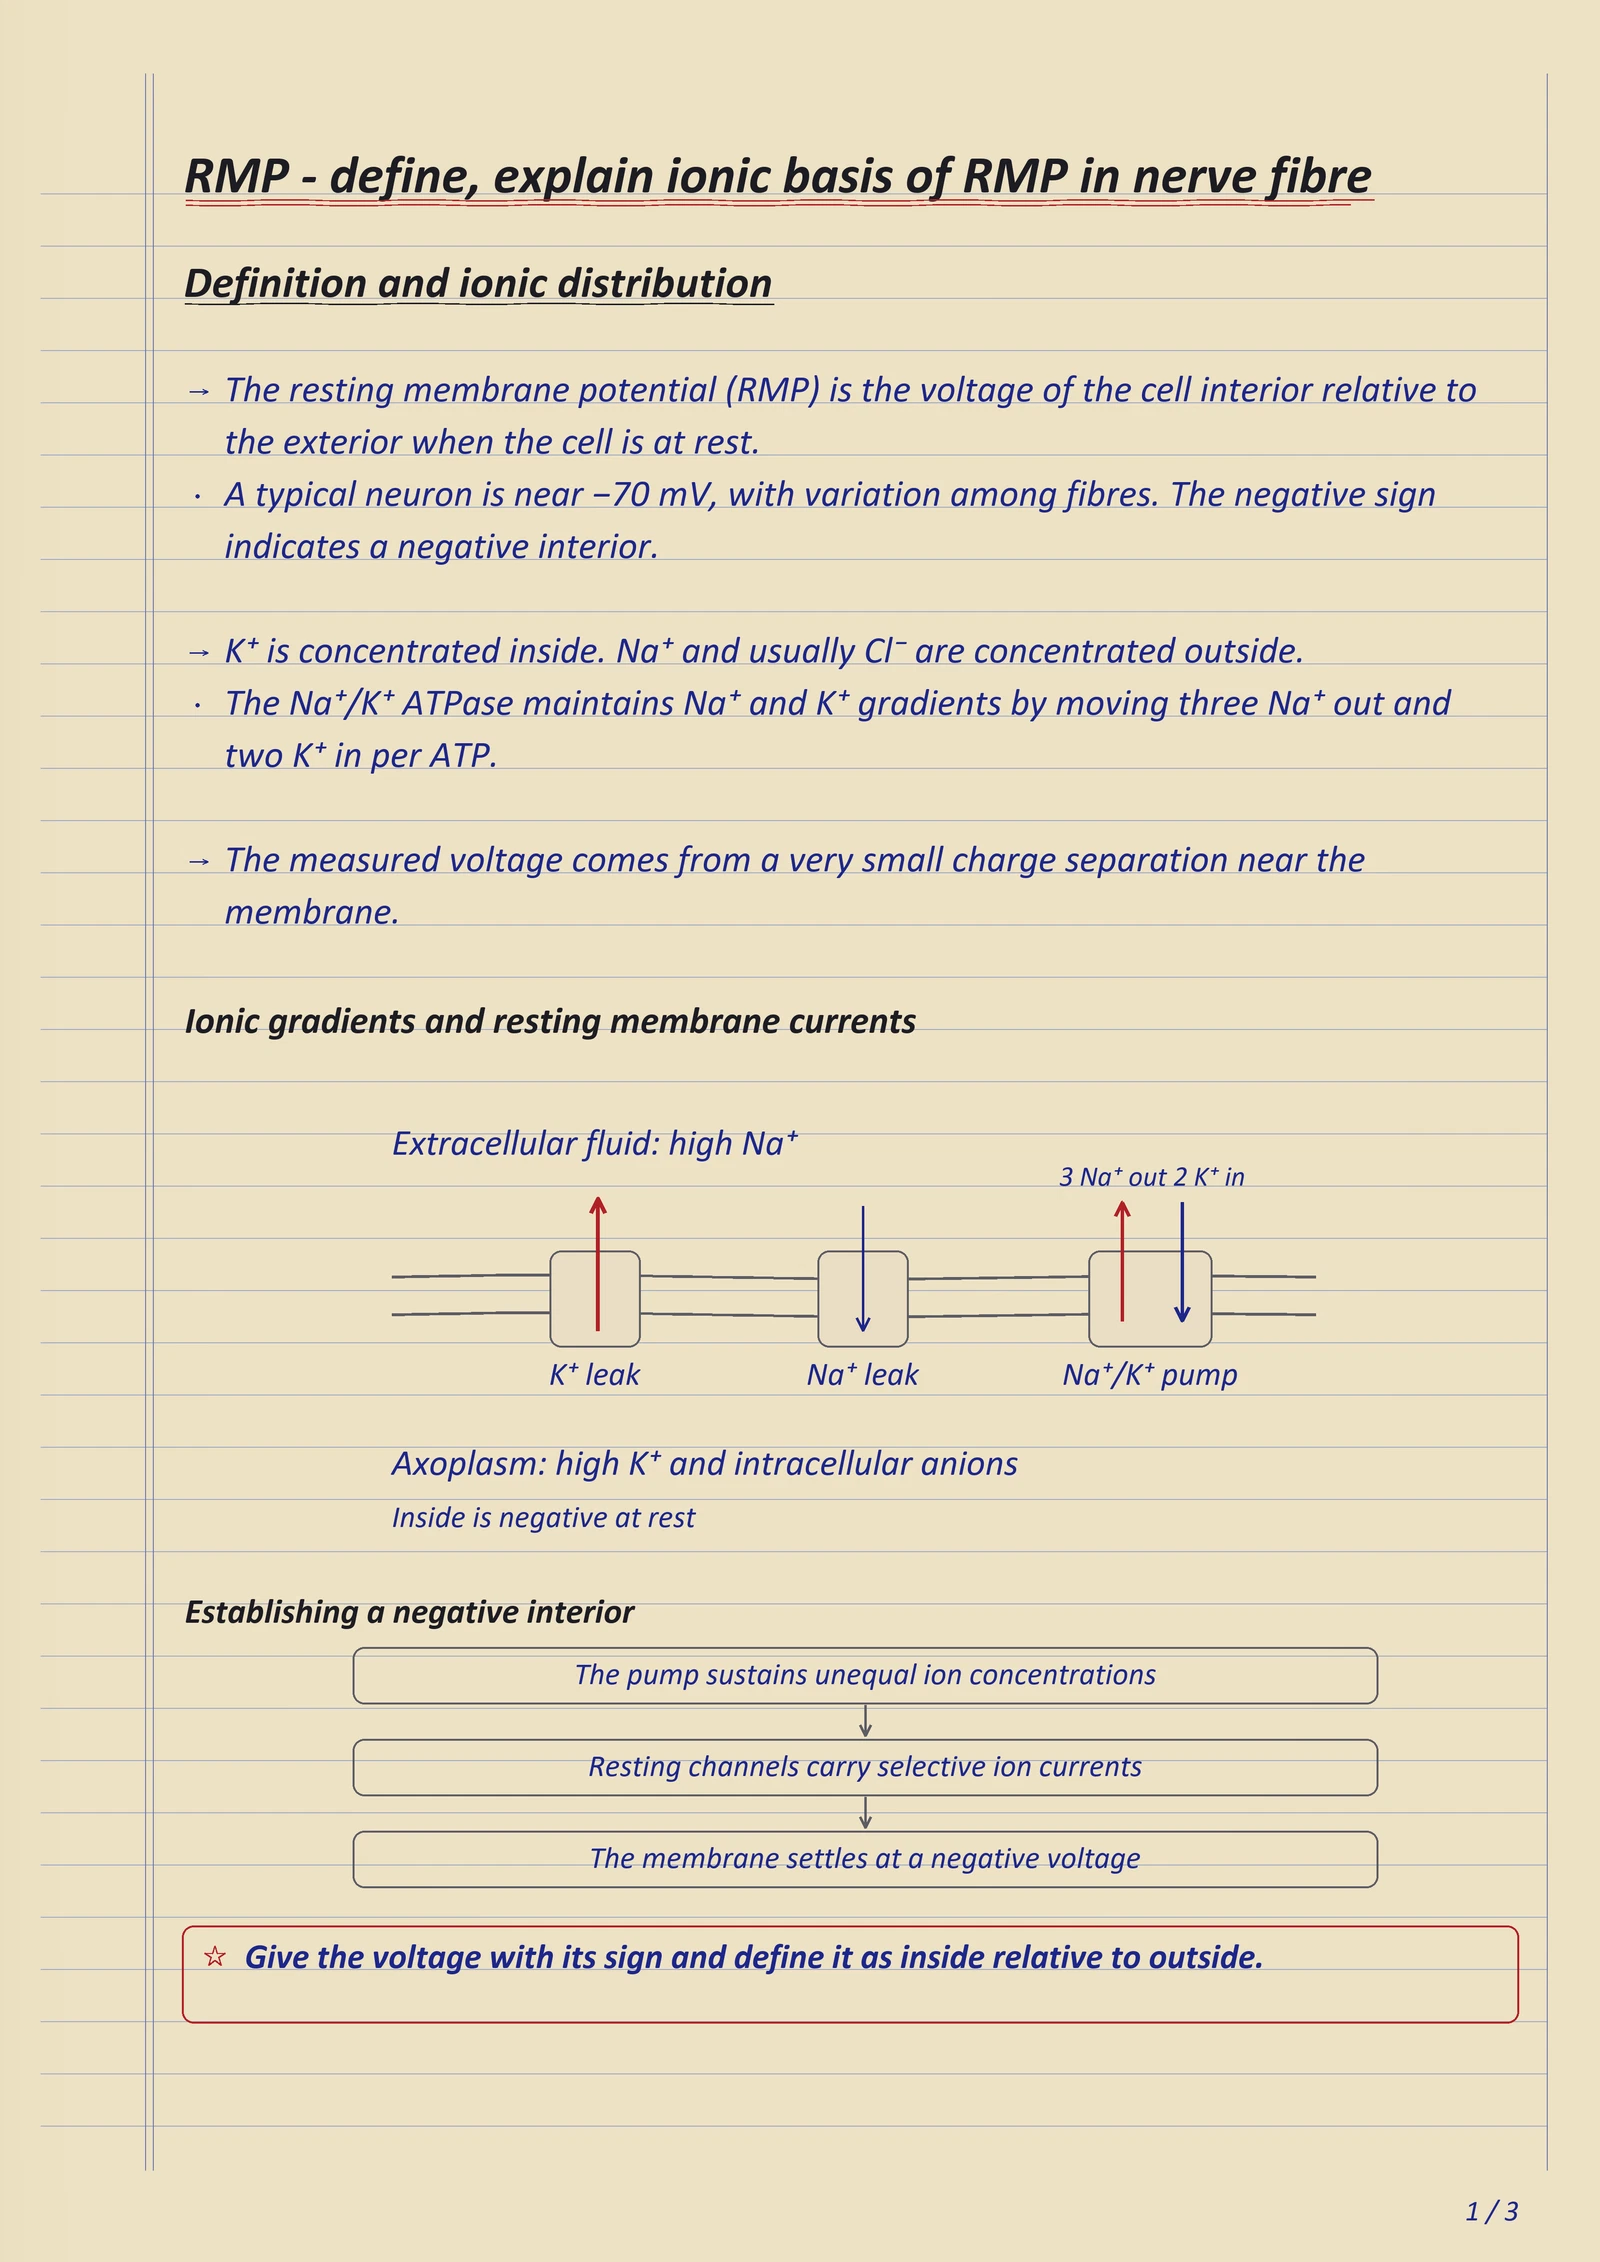 RMP - define, explain ionic basis of RMP in nerve fibre
Definition and ionic distribution
→ The resting membrane potential (RMP) is the voltage of the cell interior relative to
the exterior when the cell is at rest.
· A typical neuron is near −70 mV, with variation among fibres. The negative sign
indicates a negative interior.
→ K⁺ is concentrated inside. Na⁺ and usually Cl⁻ are concentrated outside.
· The Na⁺/K⁺ ATPase maintains Na⁺ and K⁺ gradients by moving three Na⁺ out and
two K⁺ in per ATP.
→ The measured voltage comes from a very small charge separation near the
membrane.
Ionic gradients and resting membrane currents
Extracellular fluid: high Na⁺
3 Na⁺ out 2 K⁺ in
K⁺ leak
Na⁺ leak
Na⁺/K⁺ pump
Axoplasm: high K⁺ and intracellular anions
Inside is negative at rest
Establishing a negative interior
The pump sustains unequal ion concentrations
Resting channels carry selective ion currents
The membrane settles at a negative voltage
☆ Give the voltage with its sign and define it as inside relative to outside.
1 / 3